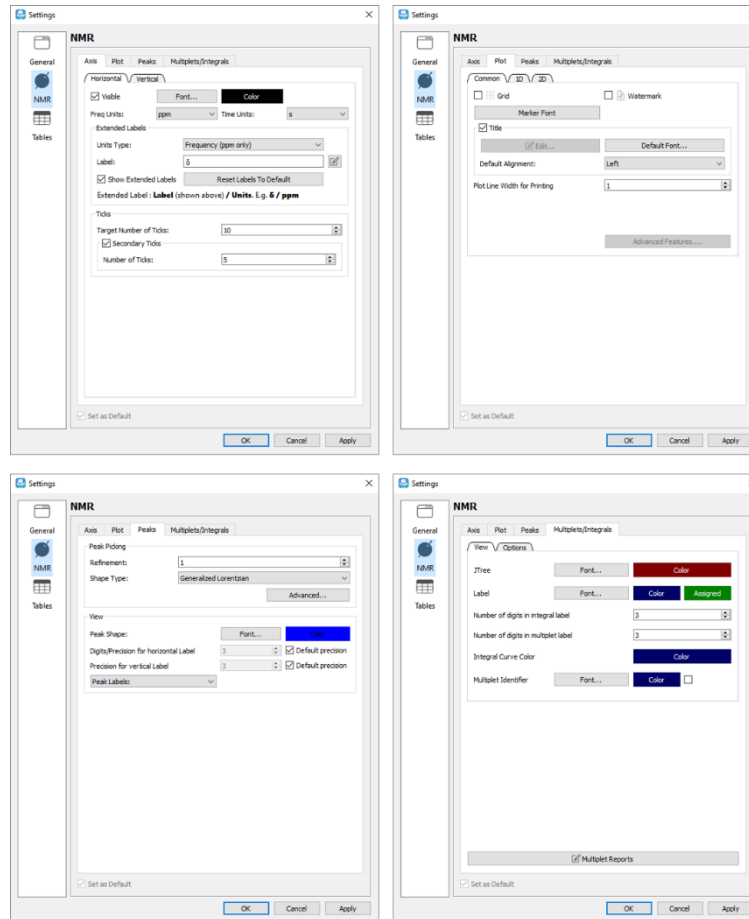 Settings
General
NMR
Tables
NMR
Axis Plot Peaks Multiplets/Integrals
Horizontal Vertical
Visible Font... Color
Freq Units: ppm Time Units: s
Extended Labels
Units Type: Frequency (ppm only)
Label: δ
Show Extended Labels Reset Labels To Default
Extended Label : Label (shown above) / Units. E.g. δ / ppm
Ticks
Target Number of Ticks: 10
Secondary Ticks
Number of Ticks: 5
Set as Default
OK Cancel Apply
Settings
General
NMR
Tables
NMR
Axis Plot Peaks Multiplets/Integrals
Common 1D 2D
Grid Watermark
Marker Font
Title
Edit... Default Font...
Default Alignment: Left
Plot Line Width for Printing 1
Advanced Features....
Set as Default
OK Cancel Apply
Settings
General
NMR
Tables
NMR
Axis Plot Peaks Multiplets/Integrals
Peak Picking
Refinement: 1
Shape Type: Generalized Lorentzian
Advanced...
View
Peak Shape: Font... Color
Digits/Precision for horizontal Label 3 Default precision
Precision for vertical Label 3 Default precision
Peak Labels:
Set as Default
OK Cancel Apply
Settings
General
NMR
Tables
NMR
Axis Plot Peaks Multiplets/Integrals
View Options
JTree Font... Color
Label Font... Color Assigned
Number of digits in integral label 3
Number of digits in multiplet label 3
Integral Curve Color Color
Multiplet Identifier Font... Color
Multiplet Reports
Set as Default
OK Cancel Apply